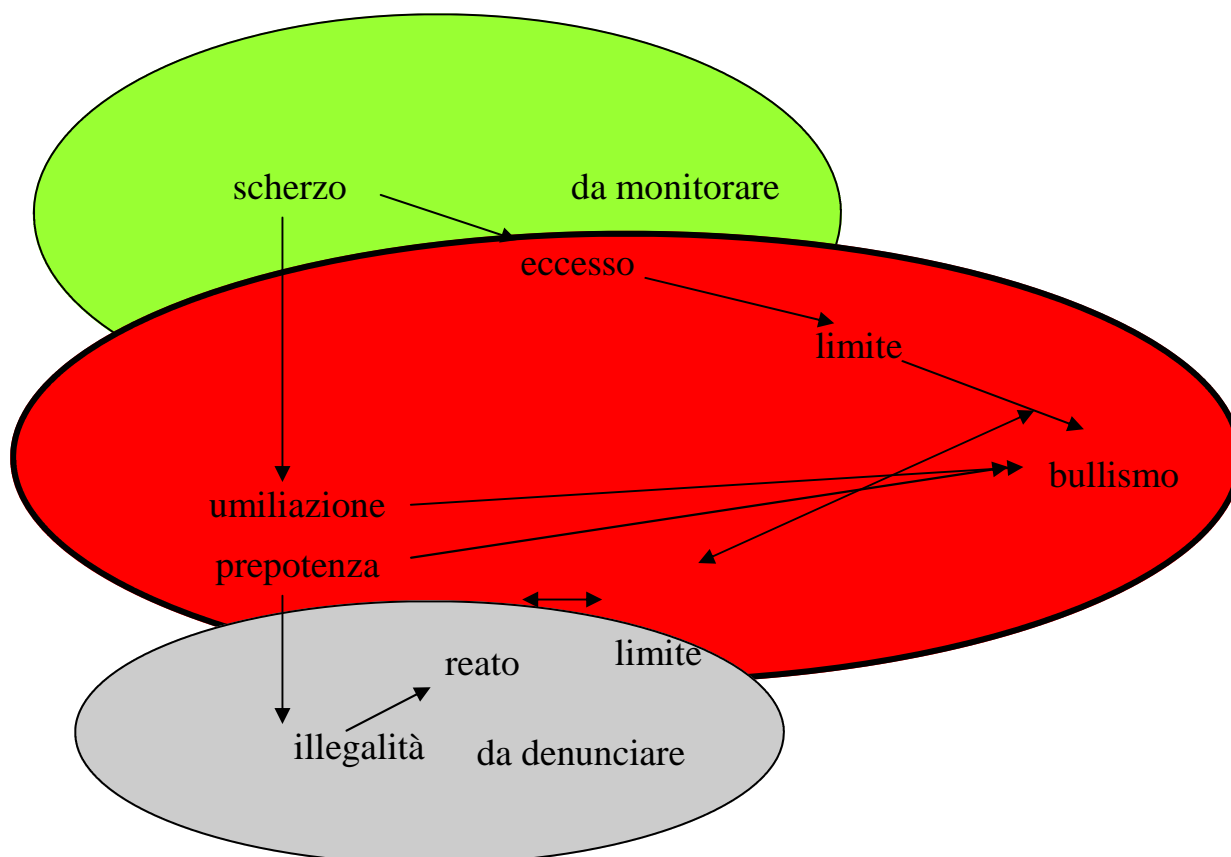 scherzo
da monitorare
eccesso
limite
bullismo
umiliazione
prepotenza
limite
reato
illegalità
da denunciare